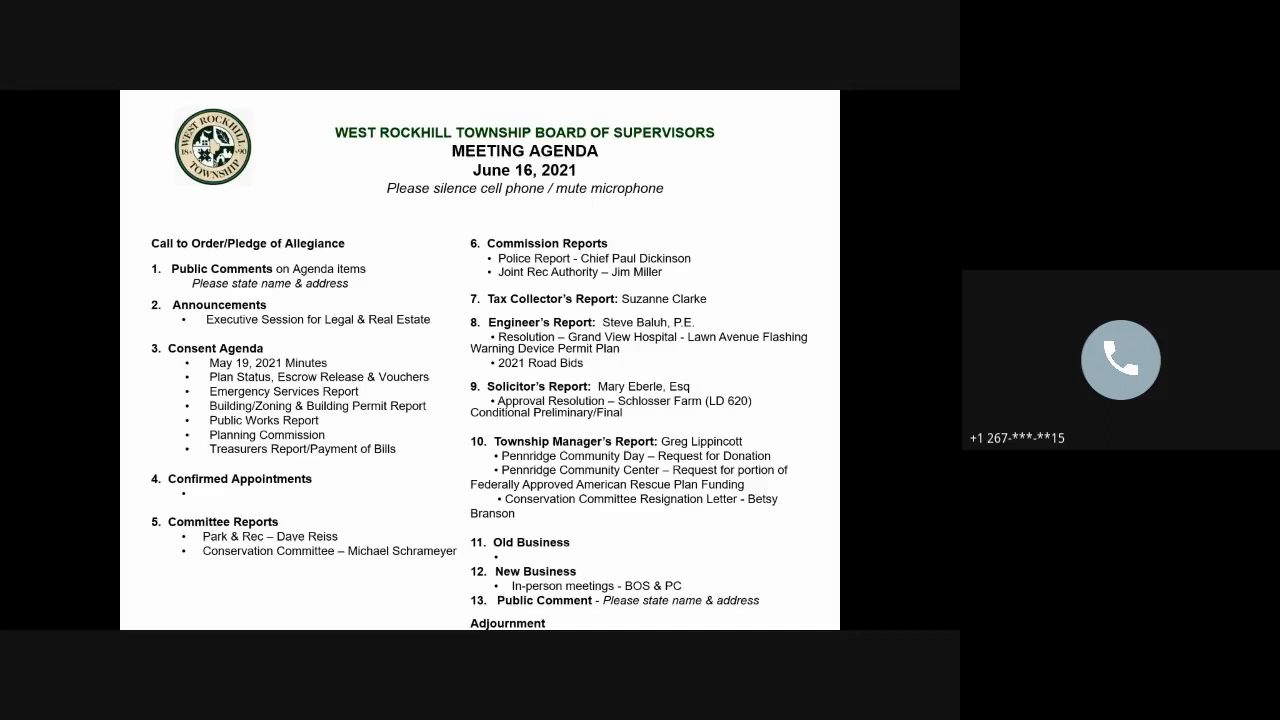 WEST ROCKHILL
18 90
TOWNSHIP
WEST ROCKHILL TOWNSHIP BOARD OF SUPERVISORS
MEETING AGENDA
June 16, 2021
Please silence cell phone / mute microphone
Call to Order/Pledge of Allegiance
1. Public Comments on Agenda items
Please state name & address
2. Announcements
• Executive Session for Legal & Real Estate
3. Consent Agenda
• May 19, 2021 Minutes
• Plan Status, Escrow Release & Vouchers
• Emergency Services Report
• Building/Zoning & Building Permit Report
• Public Works Report
• Planning Commission
• Treasurers Report/Payment of Bills
4. Confirmed Appointments
•
5. Committee Reports
• Park & Rec – Dave Reiss
• Conservation Committee – Michael Schrameyer
6. Commission Reports
• Police Report - Chief Paul Dickinson
• Joint Rec Authority – Jim Miller
7. Tax Collector's Report: Suzanne Clarke
8. Engineer's Report: Steve Baluh, P.E.
• Resolution – Grand View Hospital - Lawn Avenue Flashing
Warning Device Permit Plan
• 2021 Road Bids
9. Solicitor's Report: Mary Eberle, Esq
• Approval Resolution – Schlosser Farm (LD 620)
Conditional Preliminary/Final
10. Township Manager's Report: Greg Lippincott
• Pennridge Community Day – Request for Donation
• Pennridge Community Center – Request for portion of
Federally Approved American Rescue Plan Funding
• Conservation Committee Resignation Letter - Betsy
Branson
11. Old Business
•
12. New Business
• In-person meetings - BOS & PC
13. Public Comment - Please state name & address
Adjournment
+1 267-***-**15